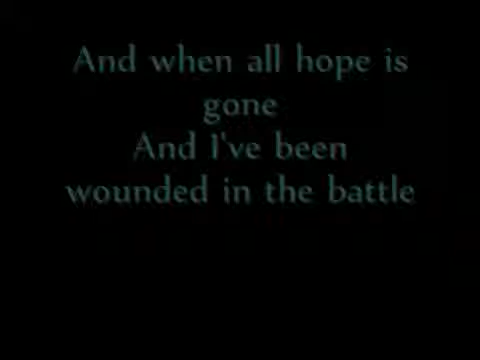 And when all hope is
gone
And I've been
wounded in the battle